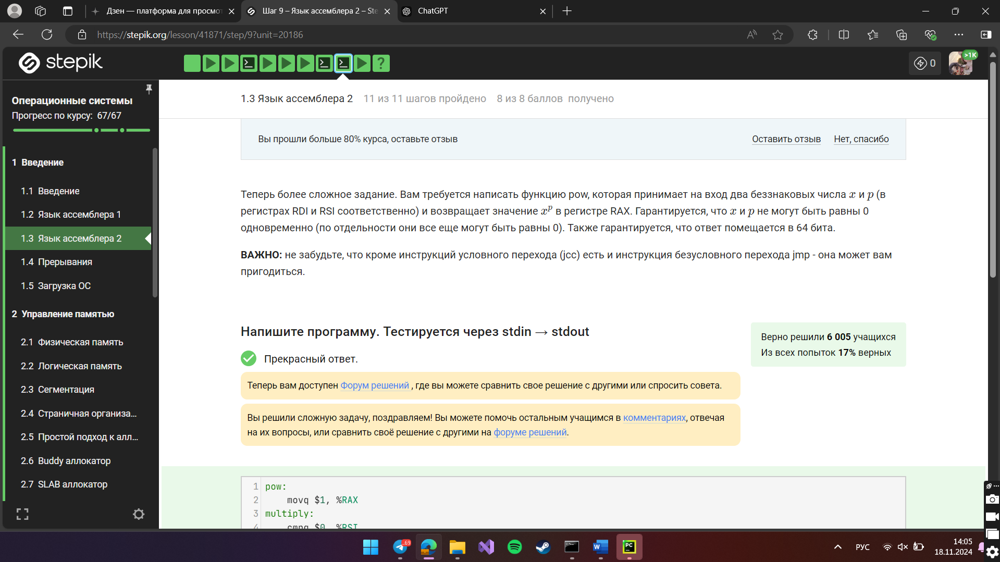 Дзен — платформа для просмот
Шаг 9 – Язык ассемблера 2 – Ste
ChatGPT
https://stepik.org/lesson/41871/step/9?unit=20186
stepik
0
>1K
Операционные системы
Прогресс по курсу: 67/67
1 Введение
1.1 Введение
1.2 Язык ассемблера 1
1.3 Язык ассемблера 2
1.4 Прерывания
1.5 Загрузка ОС
2 Управление памятью
2.1 Физическая память
2.2 Логическая память
2.3 Сегментация
2.4 Страничная организа...
2.5 Простой подход к алл...
2.6 Buddy аллокатор
2.7 SLAB аллокатор
1.3 Язык ассемблера 2 11 из 11 шагов пройдено 8 из 8 баллов получено
Вы прошли больше 80% курса, оставьте отзыв
Оставить отзыв
Нет, спасибо
Теперь более сложное задание. Вам требуется написать функцию pow, которая принимает на вход два беззнаковых числа x и p (в
регистрах RDI и RSI соответственно) и возвращает значение x^p в регистре RAX. Гарантируется, что x и p не могут быть равны 0
одновременно (по отдельности они все еще могут быть равны 0). Также гарантируется, что ответ помещается в 64 бита.
ВАЖНО: не забудьте, что кроме инструкций условного перехода (jcc) есть и инструкция безусловного перехода jmp - она может вам
пригодиться.
Напишите программу. Тестируется через stdin → stdout
Верно решили 6 005 учащихся
Из всех попыток 17% верных
Прекрасный ответ.
Теперь вам доступен Форум решений , где вы можете сравнить свое решение с другими или спросить совета.
Вы решили сложную задачу, поздравляем! Вы можете помочь остальным учащимся в комментариях, отвечая
на их вопросы, или сравнить своё решение с другими на форуме решений.
1 pow:
2 movq $1, %RAX
3 multiply:
4 cmpq $0, %RSI
..69
W
PC
РУС
14:05
18.11.2024